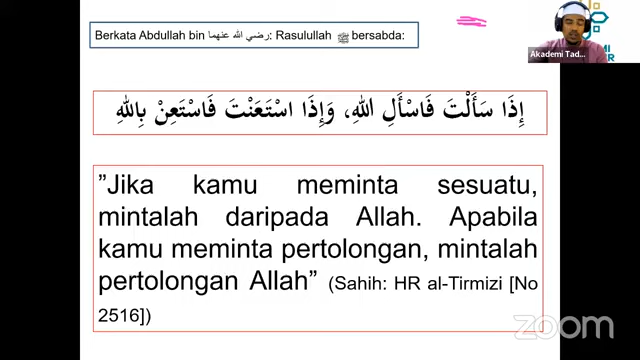 Berkata Abdullah bin رضي الله عنهما: Rasulullah ﷺ bersabda:
Akademi Tad...
إِذَا سَأَلْتَ فَاسْأَلِ اللهِ، وَإِذَا اسْتَعَنْتَ فَاسْتَعِنْ بِاللهِ
”Jika kamu meminta sesuatu,
mintalah daripada Allah. Apabila
kamu meminta pertolongan, mintalah
pertolongan Allah” (Sahih: HR al-Tirmizi [No
2516])
zoom